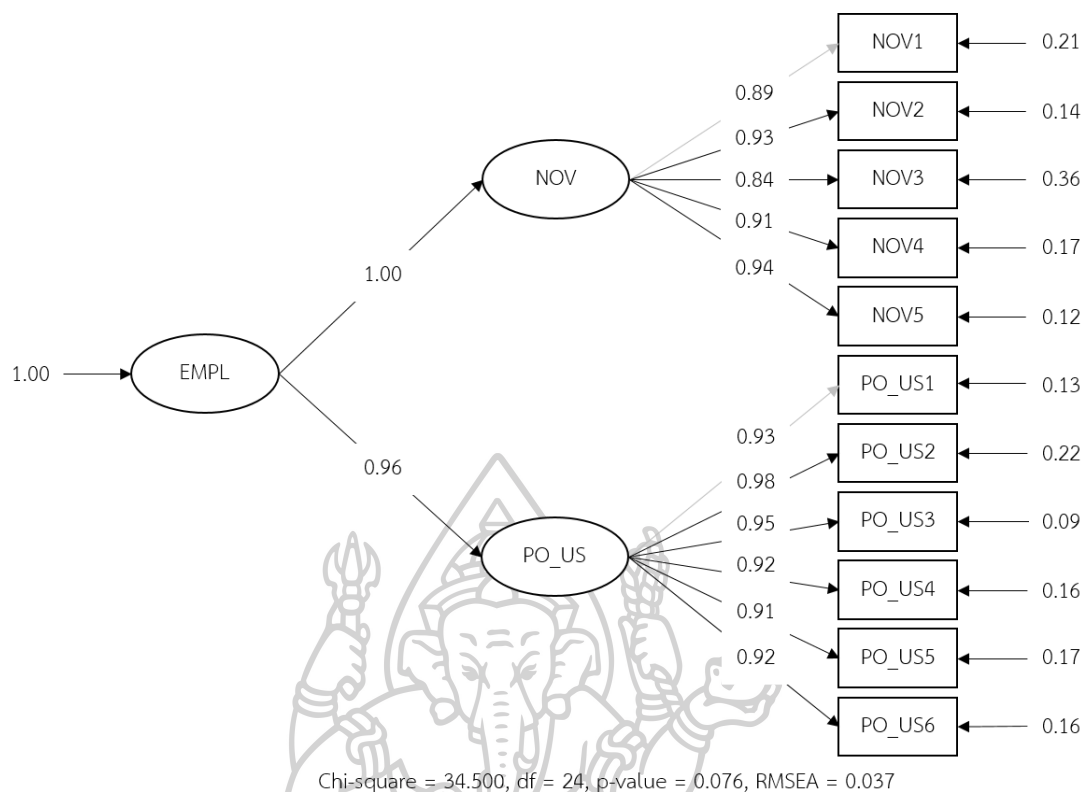 NOV1
0.21
0.89
NOV2
0.14
0.93
NOV
0.84
NOV3
0.36
0.91
NOV4
0.17
0.94
1.00
NOV5
0.12
1.00
EMPL
PO_US1
0.13
0.93
0.96
PO_US2
0.22
0.98
0.95
PO_US3
0.09
PO_US
0.92
PO_US4
0.16
0.91
PO_US5
0.17
0.92
PO_US6
0.16
Chi-square = 34.500, df = 24, p-value = 0.076, RMSEA = 0.037